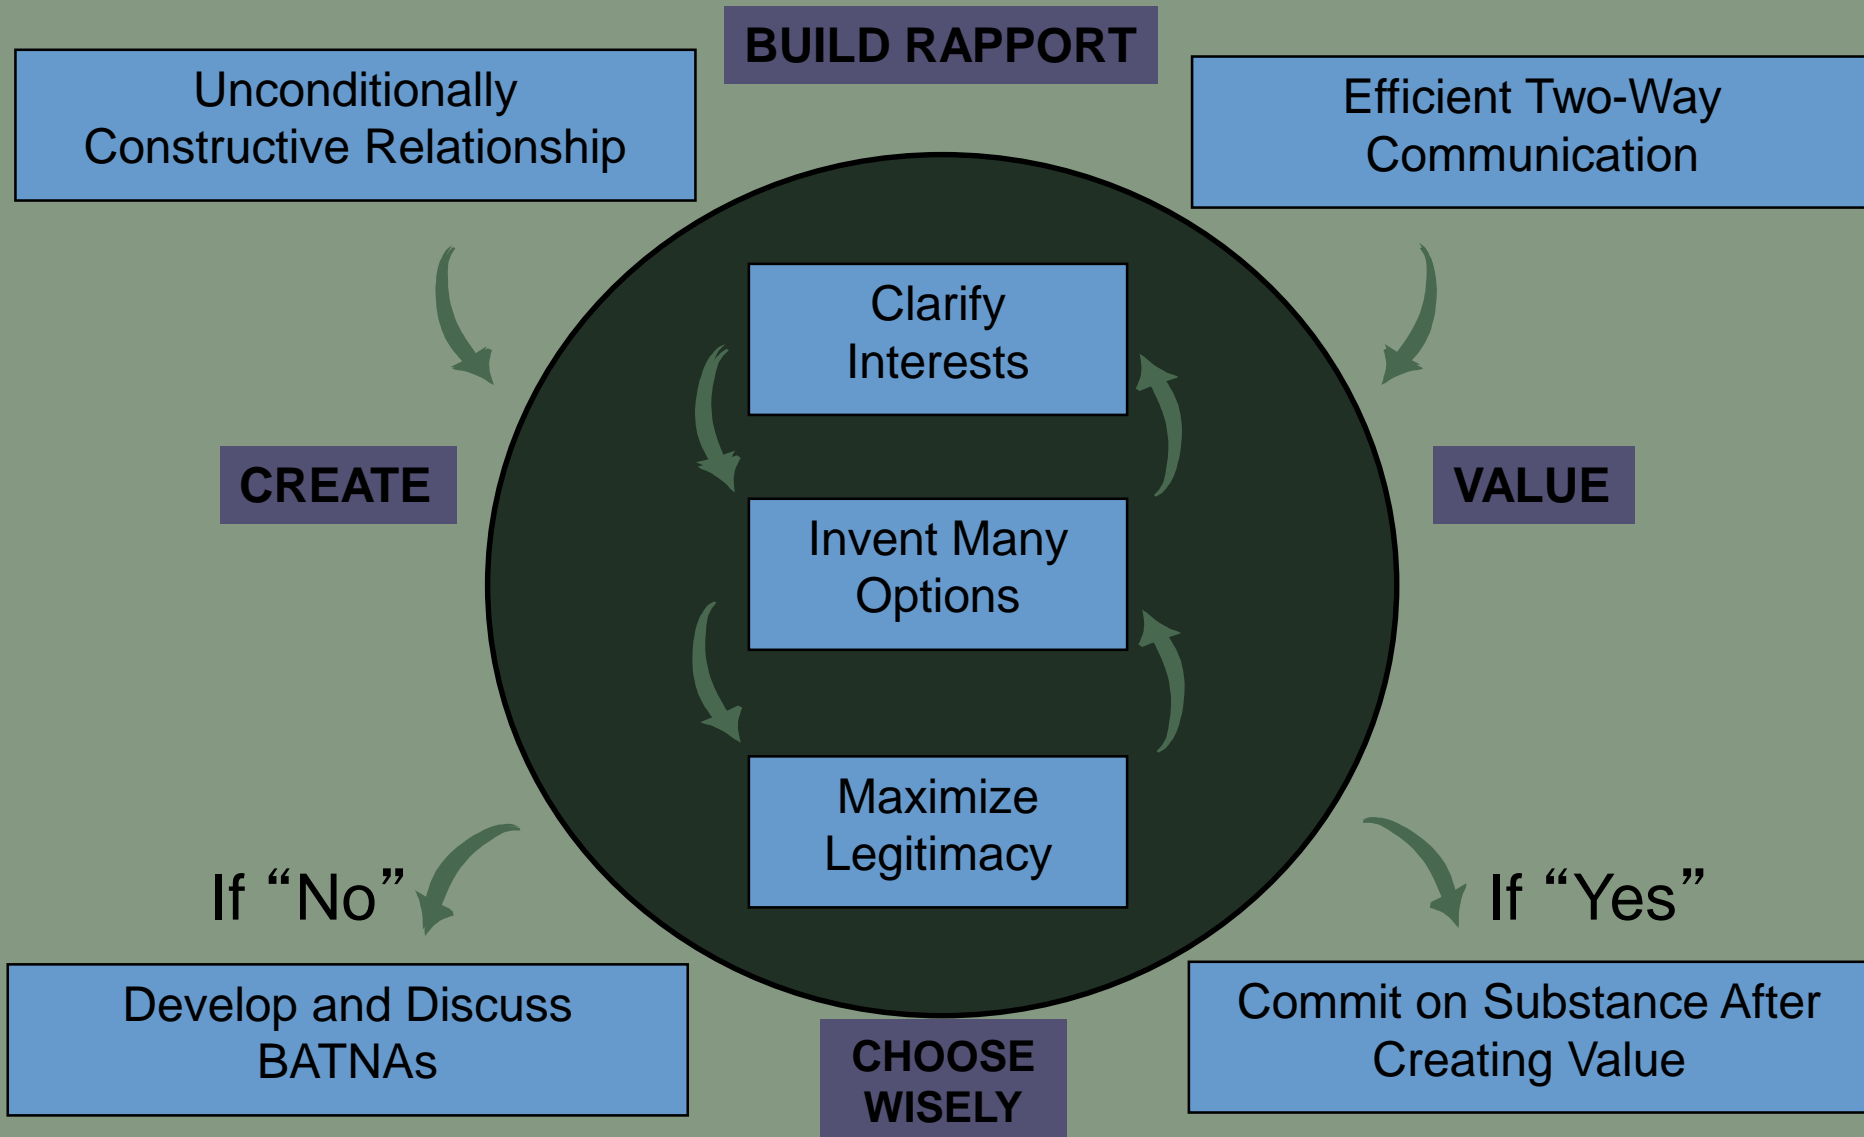 BUILD RAPPORT
Unconditionally
Constructive Relationship
Efficient Two-Way
Communication
Clarify
Interests
CREATE
VALUE
Invent Many
Options
Maximize
Legitimacy
If “No”
If “Yes”
Develop and Discuss
BATNAs
Commit on Substance After
Creating Value
CHOOSE
WISELY